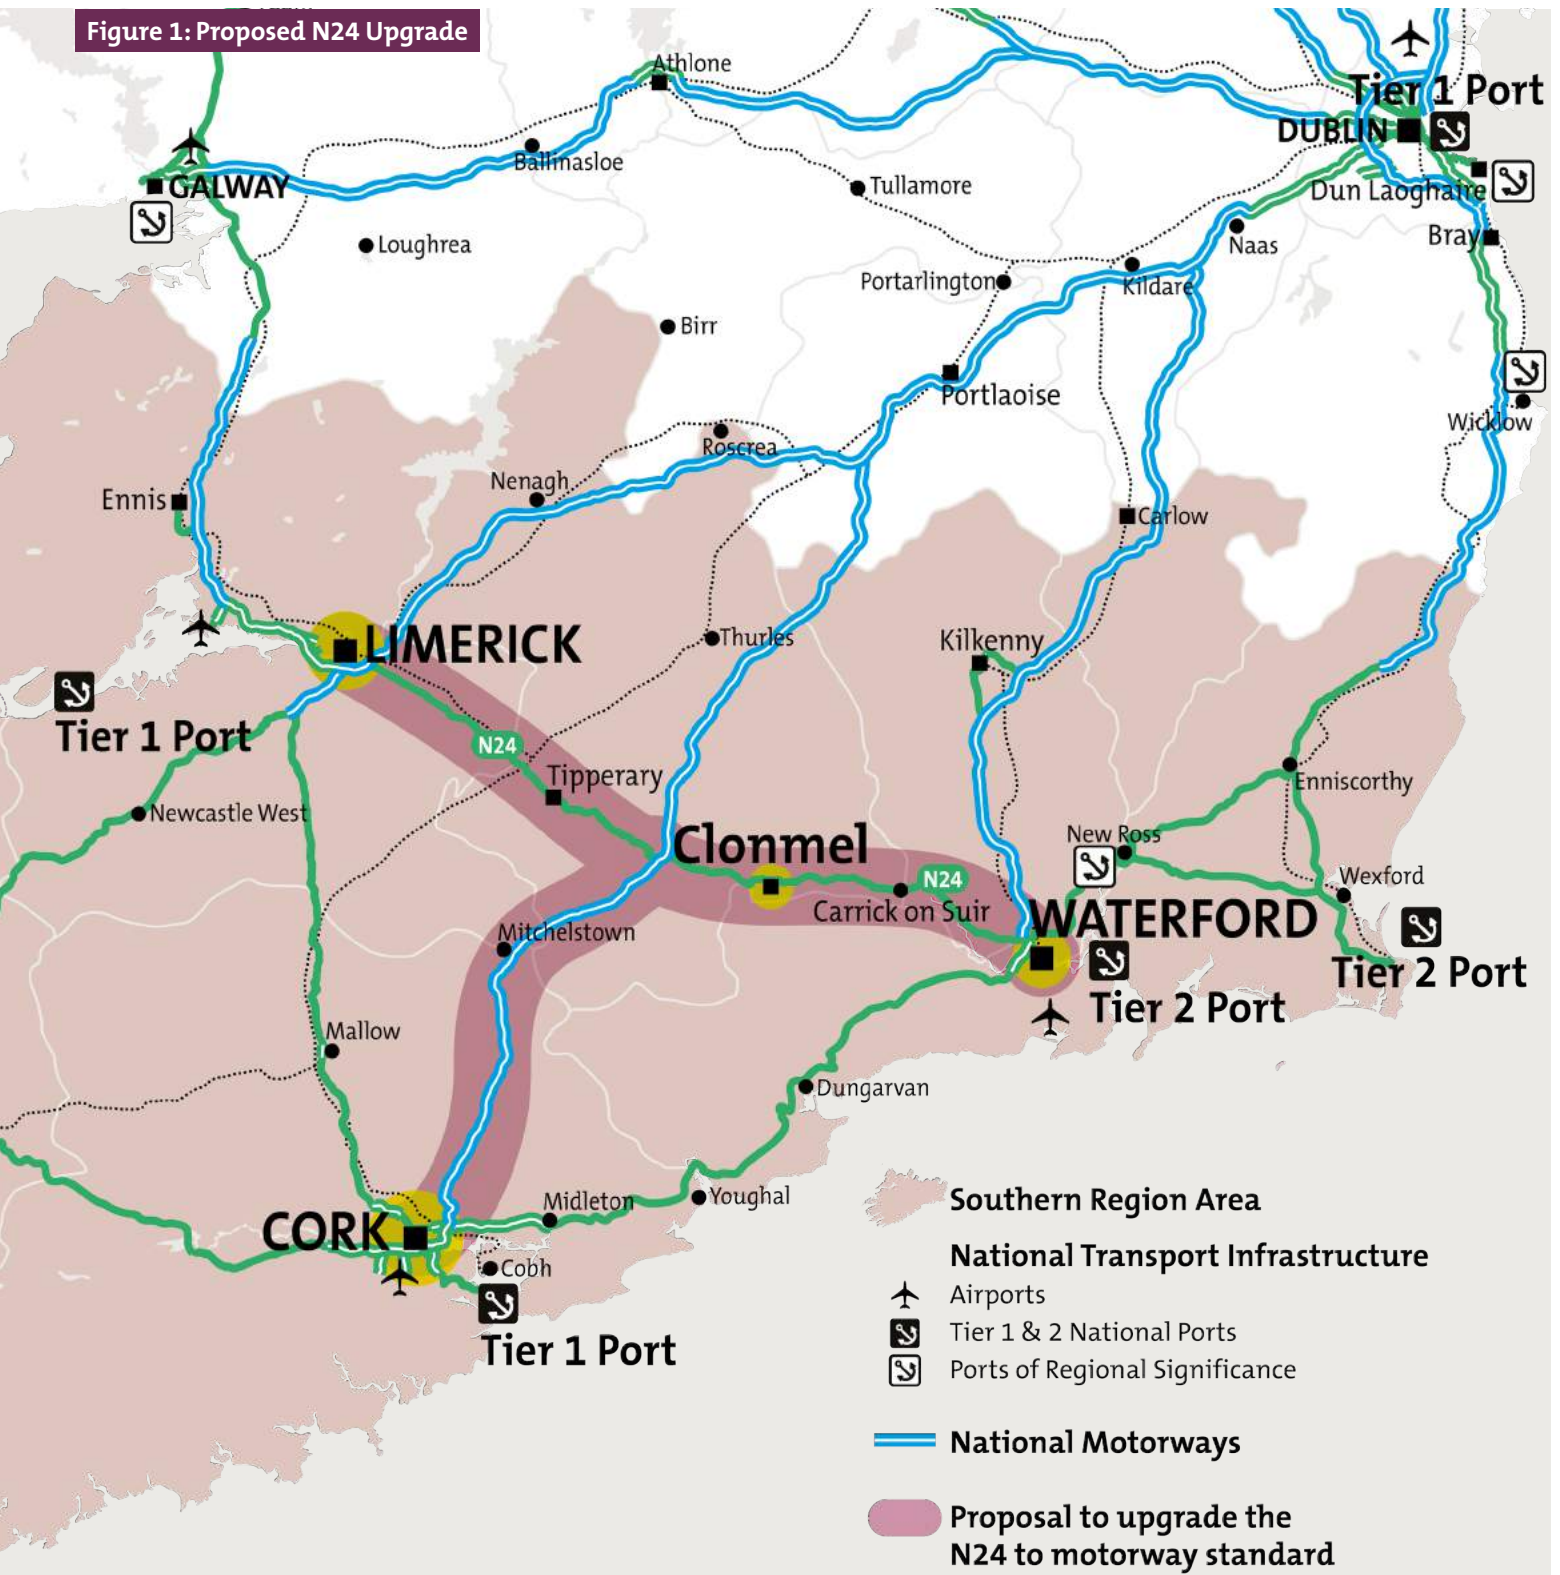 Figure 1: Proposed N24 Upgrade
Athlone
Tier 1 Port
DUBLIN
Ballinasloe
GALWAY
Tullamore
Dun Laoghaire
Bray
Loughrea
Naas
Portarlington
Kildare
Birr
Portlaoise
Wicklow
Roscrea
Nenagh
Ennis
Carlow
LIMERICK
Thurles
Kilkenny
Tier 1 Port
N24
Tipperary
Enniscorthy
Newcastle West
Clonmel
New Ross
Wexford
N24
Carrick on Suir
WATERFORD
Mitchelstown
Tier 2 Port
Tier 2 Port
Mallow
Dungarvan
Midleton
Youghal
CORK
Cobh
Tier 1 Port
Southern Region Area
National Transport Infrastructure
Airports
Tier 1 & 2 National Ports
Ports of Regional Significance
National Motorways
Proposal to upgrade the
N24 to motorway standard